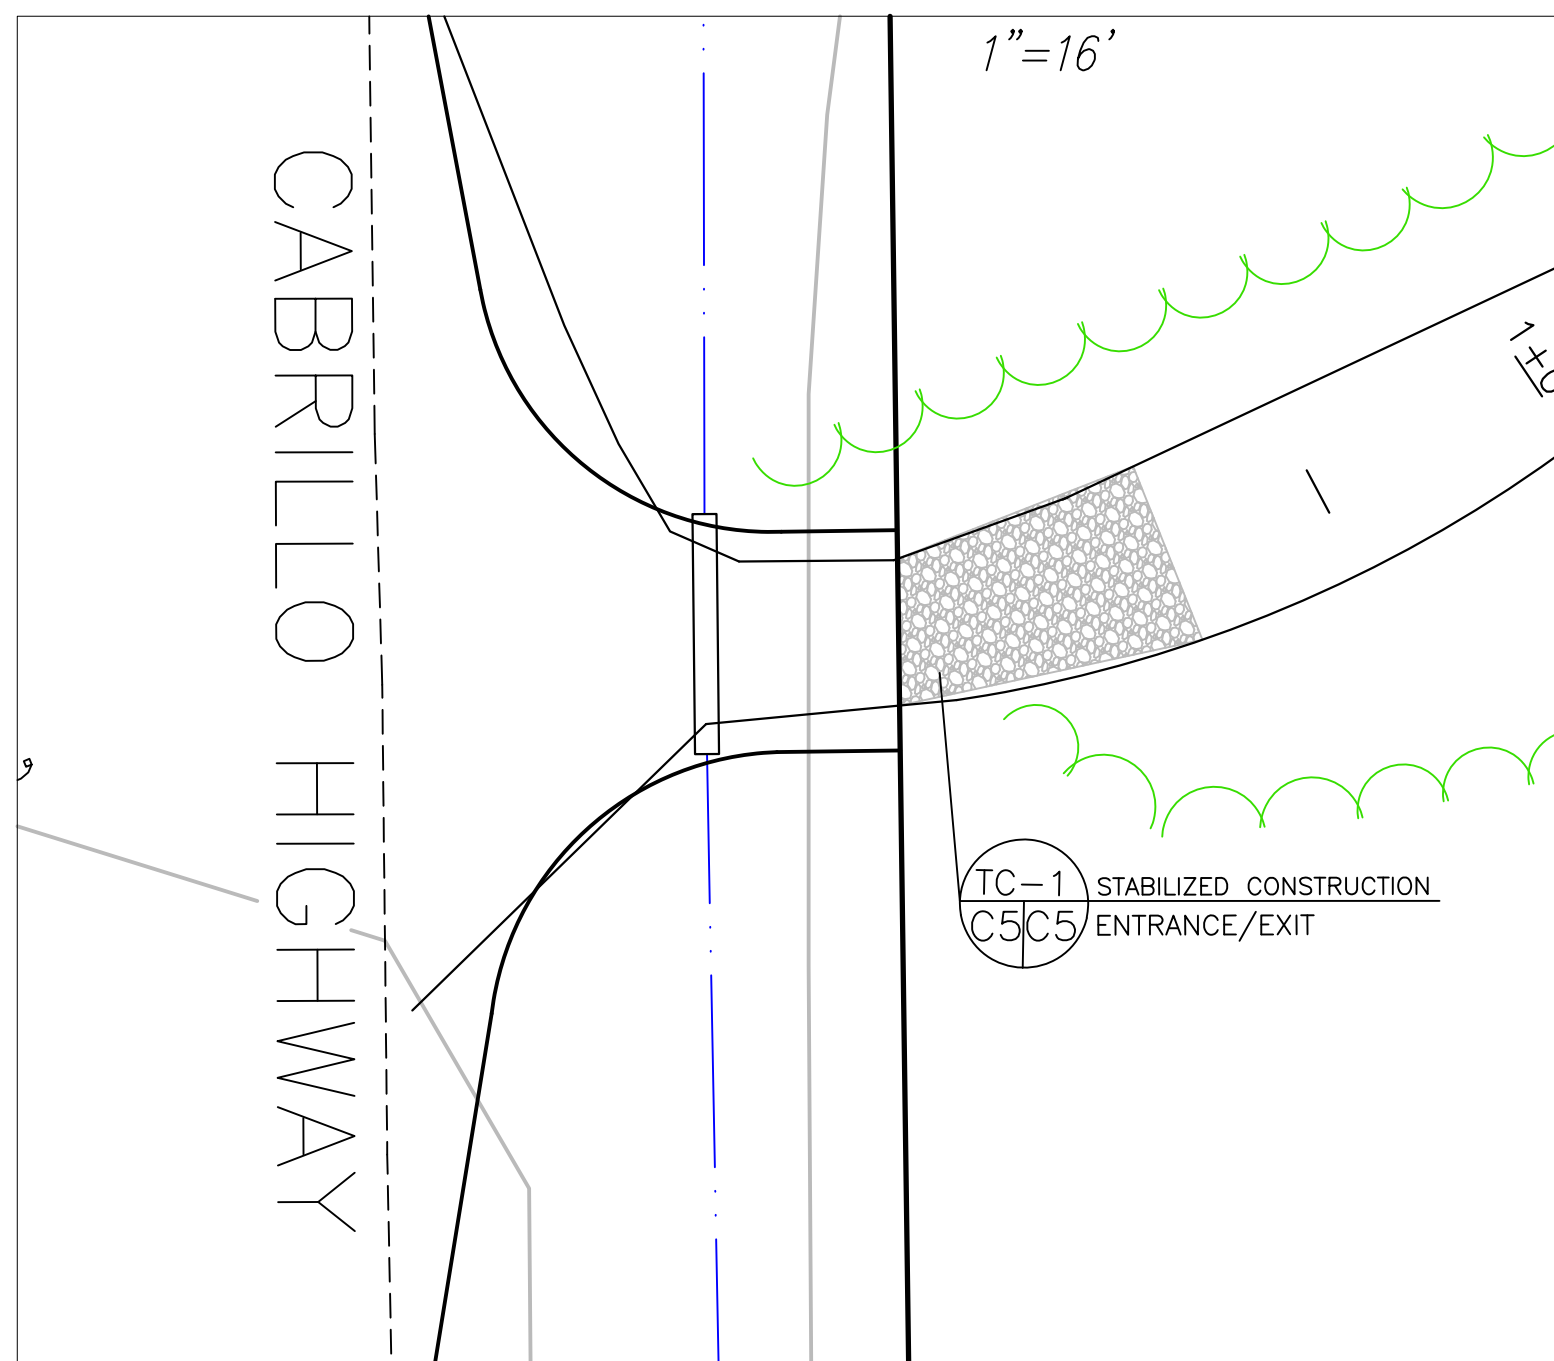 1"=16'
CABRILLO HIGHWAY
TC-1
C5 C5
STABILIZED CONSTRUCTION
ENTRANCE/EXIT